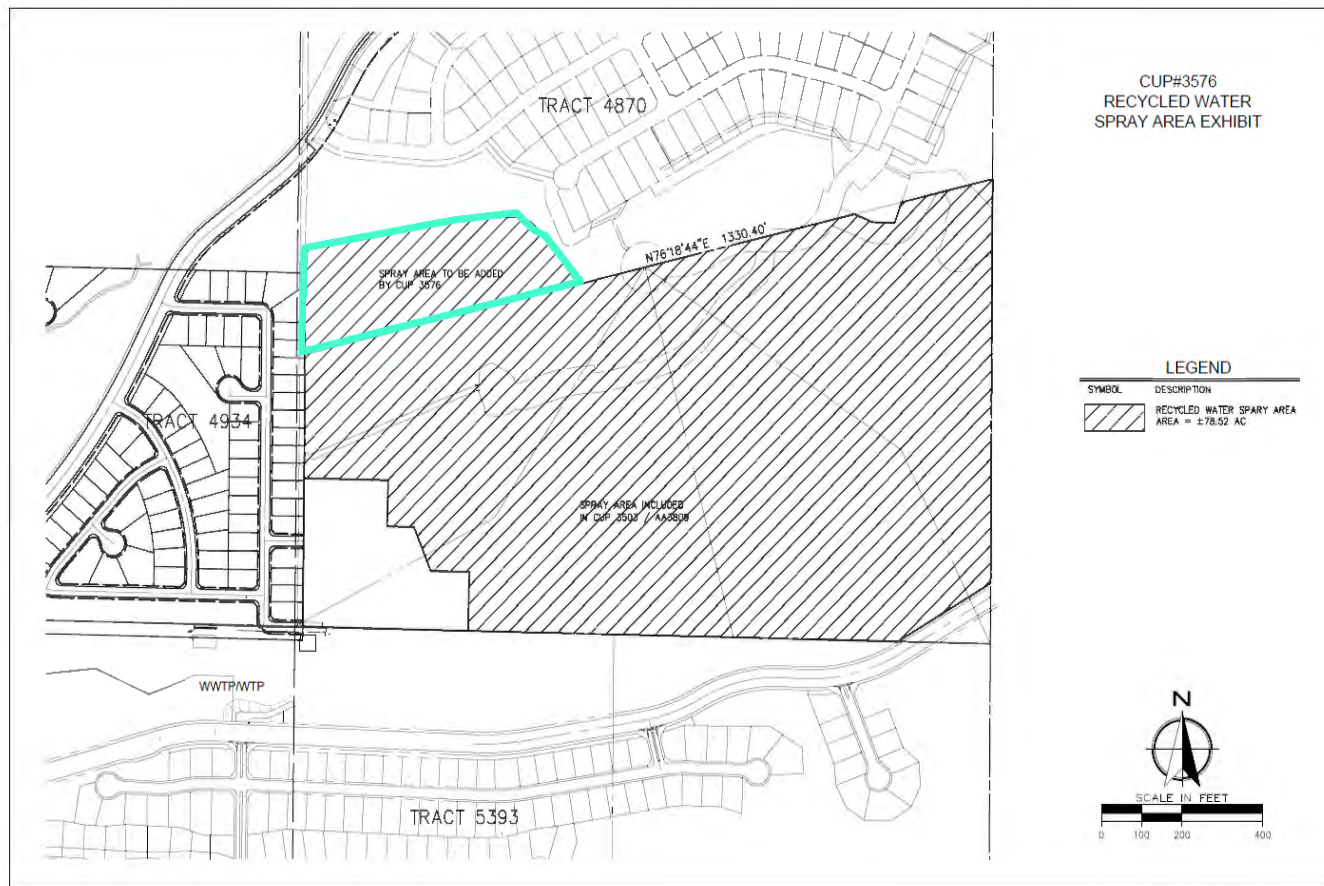 CUP#3576
RECYCLED WATER
SPRAY AREA EXHIBIT
TRACT 4870
N76°18'44"E 1330.40'
SPRAY AREA TO BE ADDED
BY CUP 3576
LEGEND
SYMBOL DESCRIPTION
RECYCLED WATER SPARY AREA
AREA = ±78.52 AC
TRACT 4934
SPRAY AREA INCLUDED
IN CUP 3503 / AA3809
WWTP/WTP
TRACT 5393
N
SCALE IN FEET
0 100 200 400